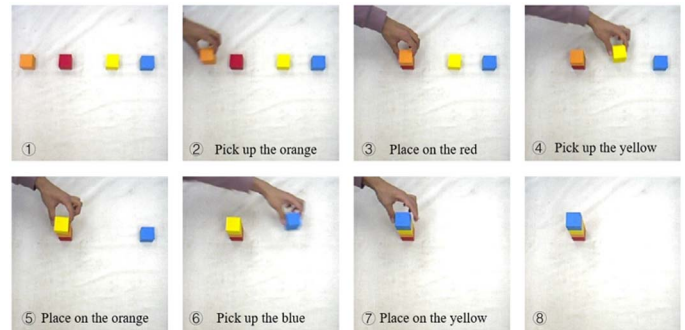 ①
② Pick up the orange
③ Place on the red
④ Pick up the yellow
⑤ Place on the orange
⑥ Pick up the blue
⑦ Place on the yellow
⑧